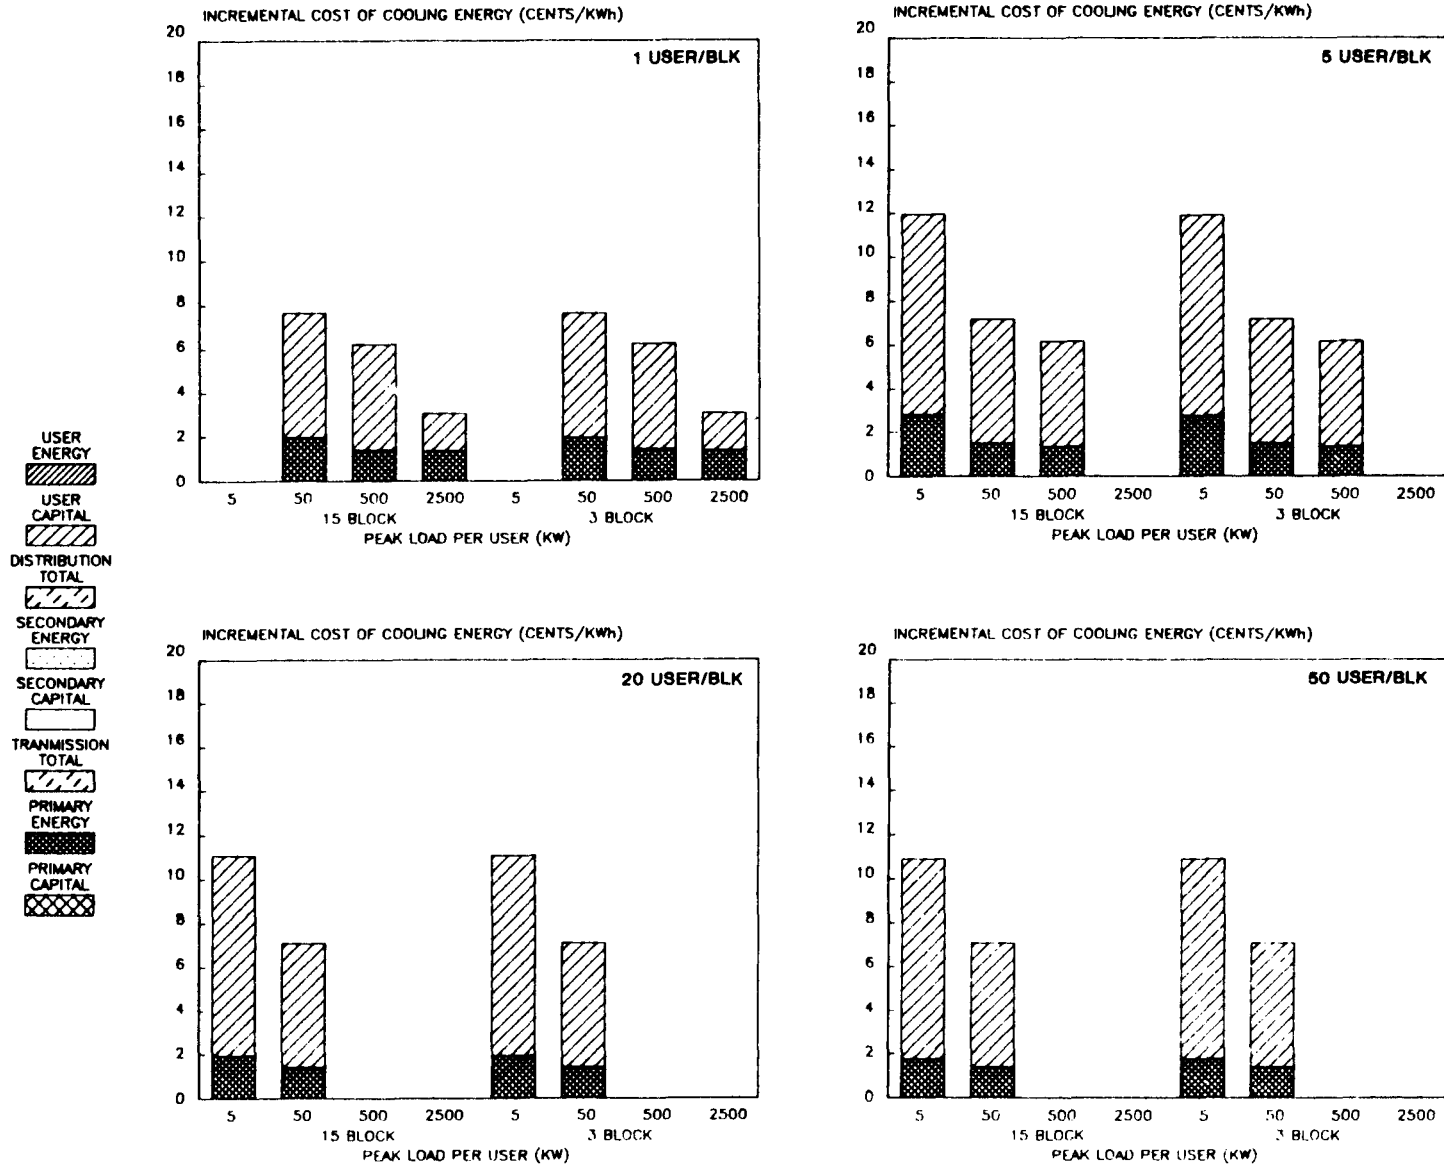 INCREMENTAL COST OF COOLING ENERGY (CENTS/KWh)
1 USER/BLK
20
18
16
14
12
10
8
6
4
2
0
5 50 500 2500 5 50 500 2500
15 BLOCK 3 BLOCK
PEAK LOAD PER USER (KW)
INCREMENTAL COST OF COOLING ENERGY (CENTS/KWh)
5 USER/BLK
20
18
16
14
12
10
8
6
4
2
0
5 50 500 2500 5 50 500 2500
15 BLOCK 3 BLOCK
PEAK LOAD PER USER (KW)
USER
ENERGY
USER
CAPITAL
DISTRIBUTION
TOTAL
SECONDARY
ENERGY
SECONDARY
CAPITAL
TRANMISSION
TOTAL
PRIMARY
ENERGY
PRIMARY
CAPITAL
INCREMENTAL COST OF COOLING ENERGY (CENTS/KWh)
20 USER/BLK
20
18
16
14
12
10
8
6
4
2
0
5 50 500 2500 5 50 500 2500
15 BLOCK 3 BLOCK
PEAK LOAD PER USER (KW)
INCREMENTAL COST OF COOLING ENERGY (CENTS/KWh)
50 USER/BLK
20
18
16
14
12
10
8
6
4
2
0
5 50 500 2500 5 50 500 2500
15 BLOCK 3 BLOCK
PEAK LOAD PER USER (KW)